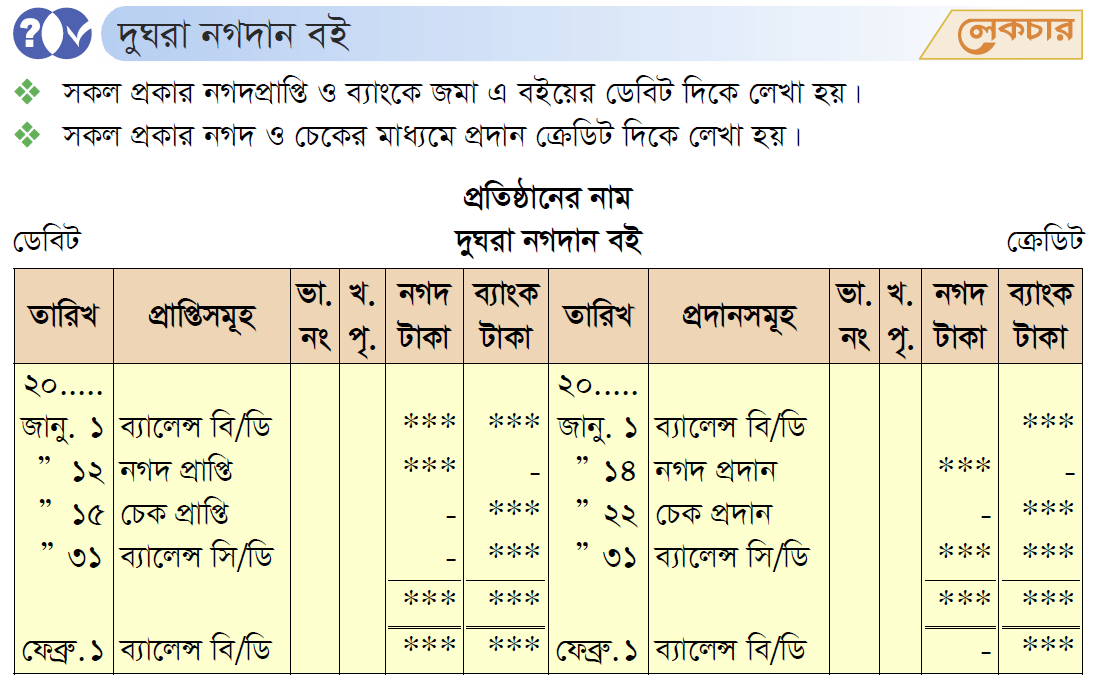 ? দুঘরা নগদান বই লেকচার
❖ সকল প্রকার নগদপ্রাপ্তি ও ব্যাংকে জমা এ বইয়ের ডেবিট দিকে লেখা হয়।
❖ সকল প্রকার নগদ ও চেকের মাধ্যমে প্রদান ক্রেডিট দিকে লেখা হয়।
প্রতিষ্ঠানের নাম
ডেবিট দুঘরা নগদান বই ক্রেডিট
তারিখ প্রাপ্তিসমূহ ভা. নং খ. পৃ. নগদ টাকা ব্যাংক টাকা তারিখ প্রদানসমূহ ভা. নং খ. পৃ. নগদ টাকা ব্যাংক টাকা
২০..... ২০.....
জানু. ১ ব্যালেন্স বি/ডি *** *** জানু. ১ ব্যালেন্স বি/ডি ***
” ১২ নগদ প্রাপ্তি *** - ” ১৪ নগদ প্রদান *** -
” ১৫ চেক প্রাপ্তি - *** ” ২২ চেক প্রদান - ***
” ৩১ ব্যালেন্স সি/ডি - *** ” ৩১ ব্যালেন্স সি/ডি *** ***
*** *** *** ***
ফেব্রু.১ ব্যালেন্স বি/ডি *** *** ফেব্রু.১ ব্যালেন্স বি/ডি - ***